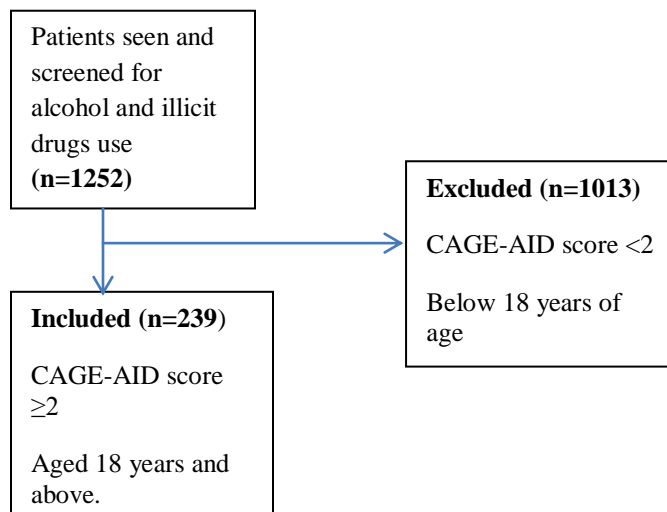 Patients seen and
screened for
alcohol and illicit
drugs use
(n=1252)
Excluded (n=1013)
CAGE-AID score <2
Below 18 years of
age
Included (n=239)
CAGE-AID score
≥2
Aged 18 years and
above.